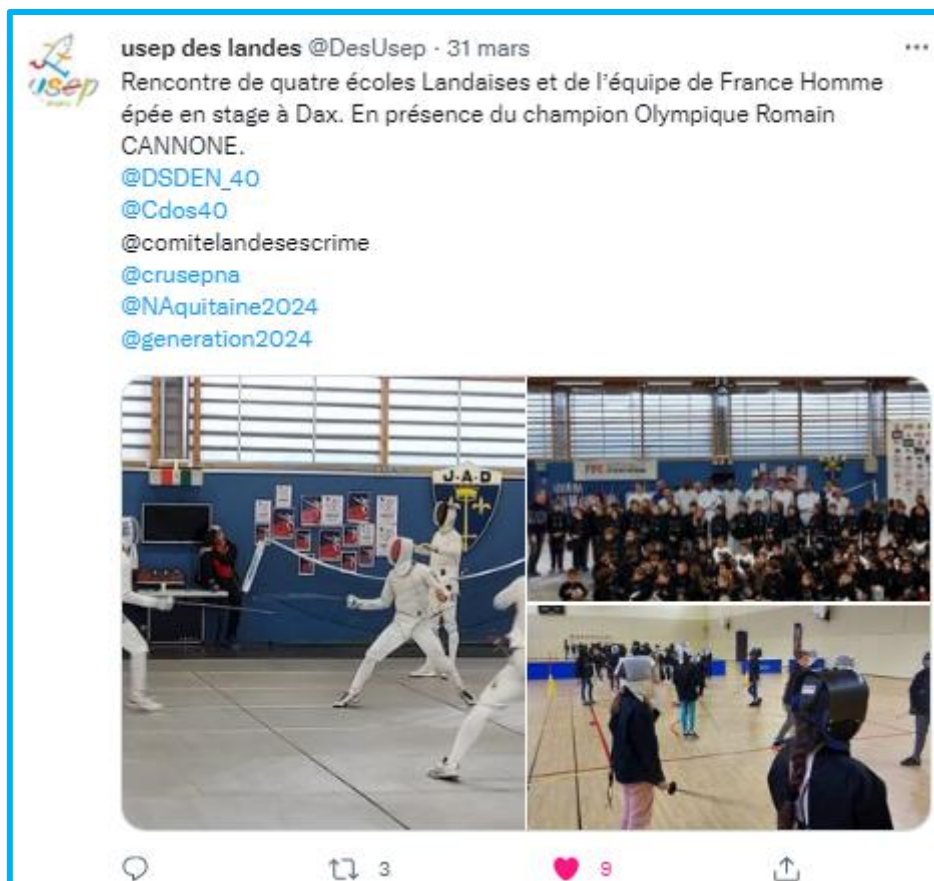 usep
usep des landes @DesUsep · 31 mars
Rencontre de quatre écoles Landaises et de l'équipe de France Homme
épée en stage à Dax. En présence du champion Olympique Romain
CANNONE.
@DSDEN_40
@Cdos40
@comitelandesescrime
@crusepna
@NAquitaine2024
@generation2024
J-A-D
3
9